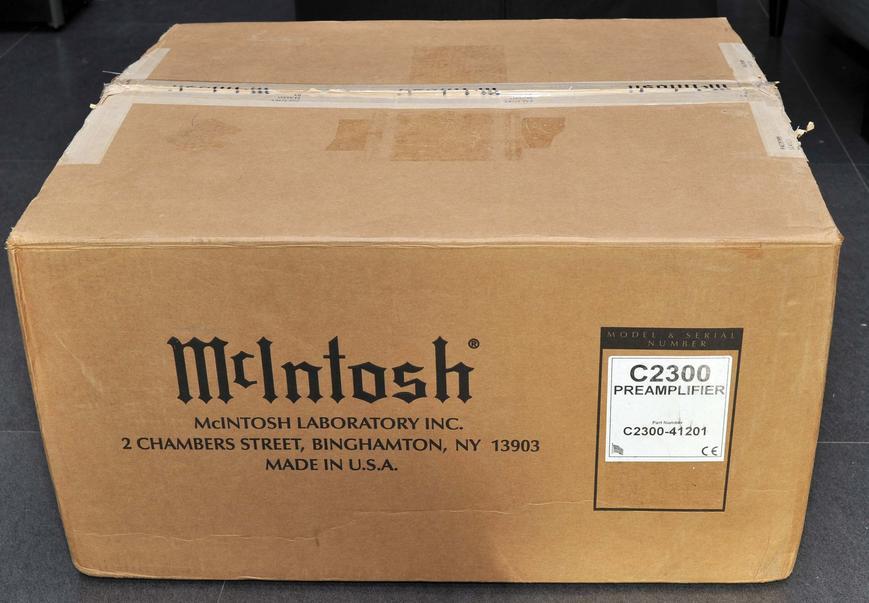 McIntosh
McIntosh®
McINTOSH LABORATORY INC.
2 CHAMBERS STREET, BINGHAMTON, NY 13903
MADE IN U.S.A.
MODEL & SERIAL
NUMBER
C2300
PREAMPLIFIER
Part Number
C2300-41201
CE